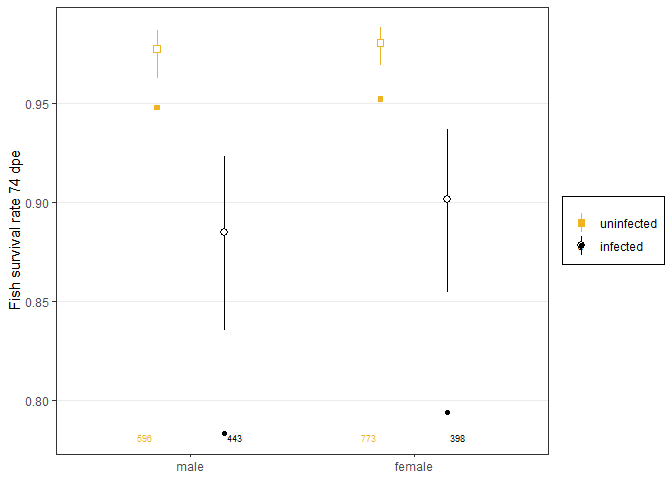 Fish survival rate 74 dpe
0.95
0.90
0.85
0.80
596 443 773 398
male female
uninfected
infected